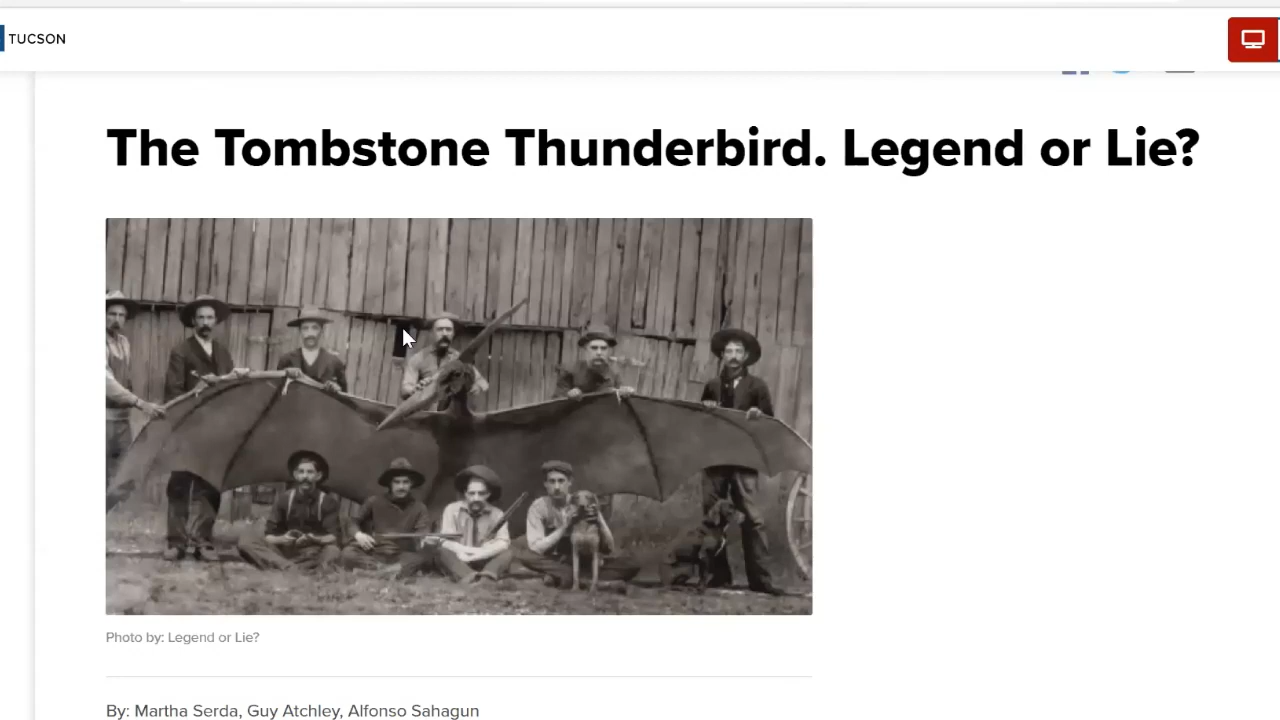 TUCSON
The Tombstone Thunderbird. Legend or Lie?
Photo by: Legend or Lie?
By: Martha Serda, Guy Atchley, Alfonso Sahagun